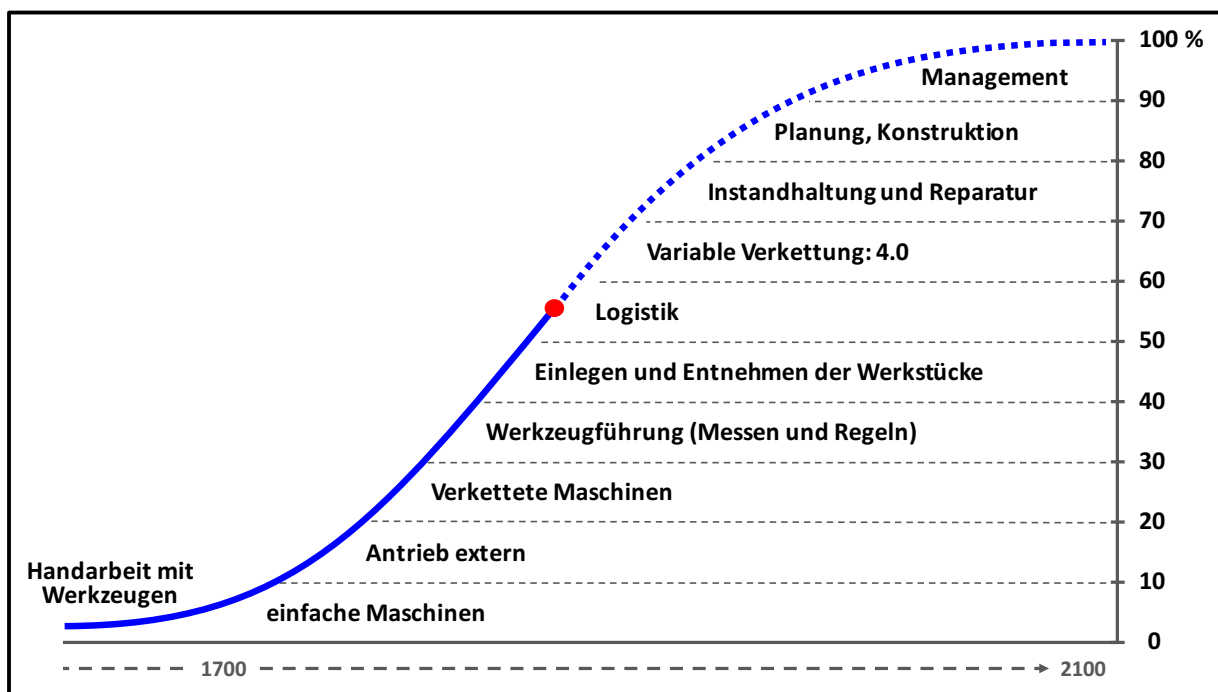 100 %
Management
90
Planung, Konstruktion
80
Instandhaltung und Reparatur
70
Variable Verkettung: 4.0
60
Logistik
50
Einlegen und Entnehmen der Werkstücke
40
Werkzeugführung (Messen und Regeln)
30
Verkettete Maschinen
20
Antrieb extern
Handarbeit mit
Werkzeugen
10
einfache Maschinen
0
1700
2100